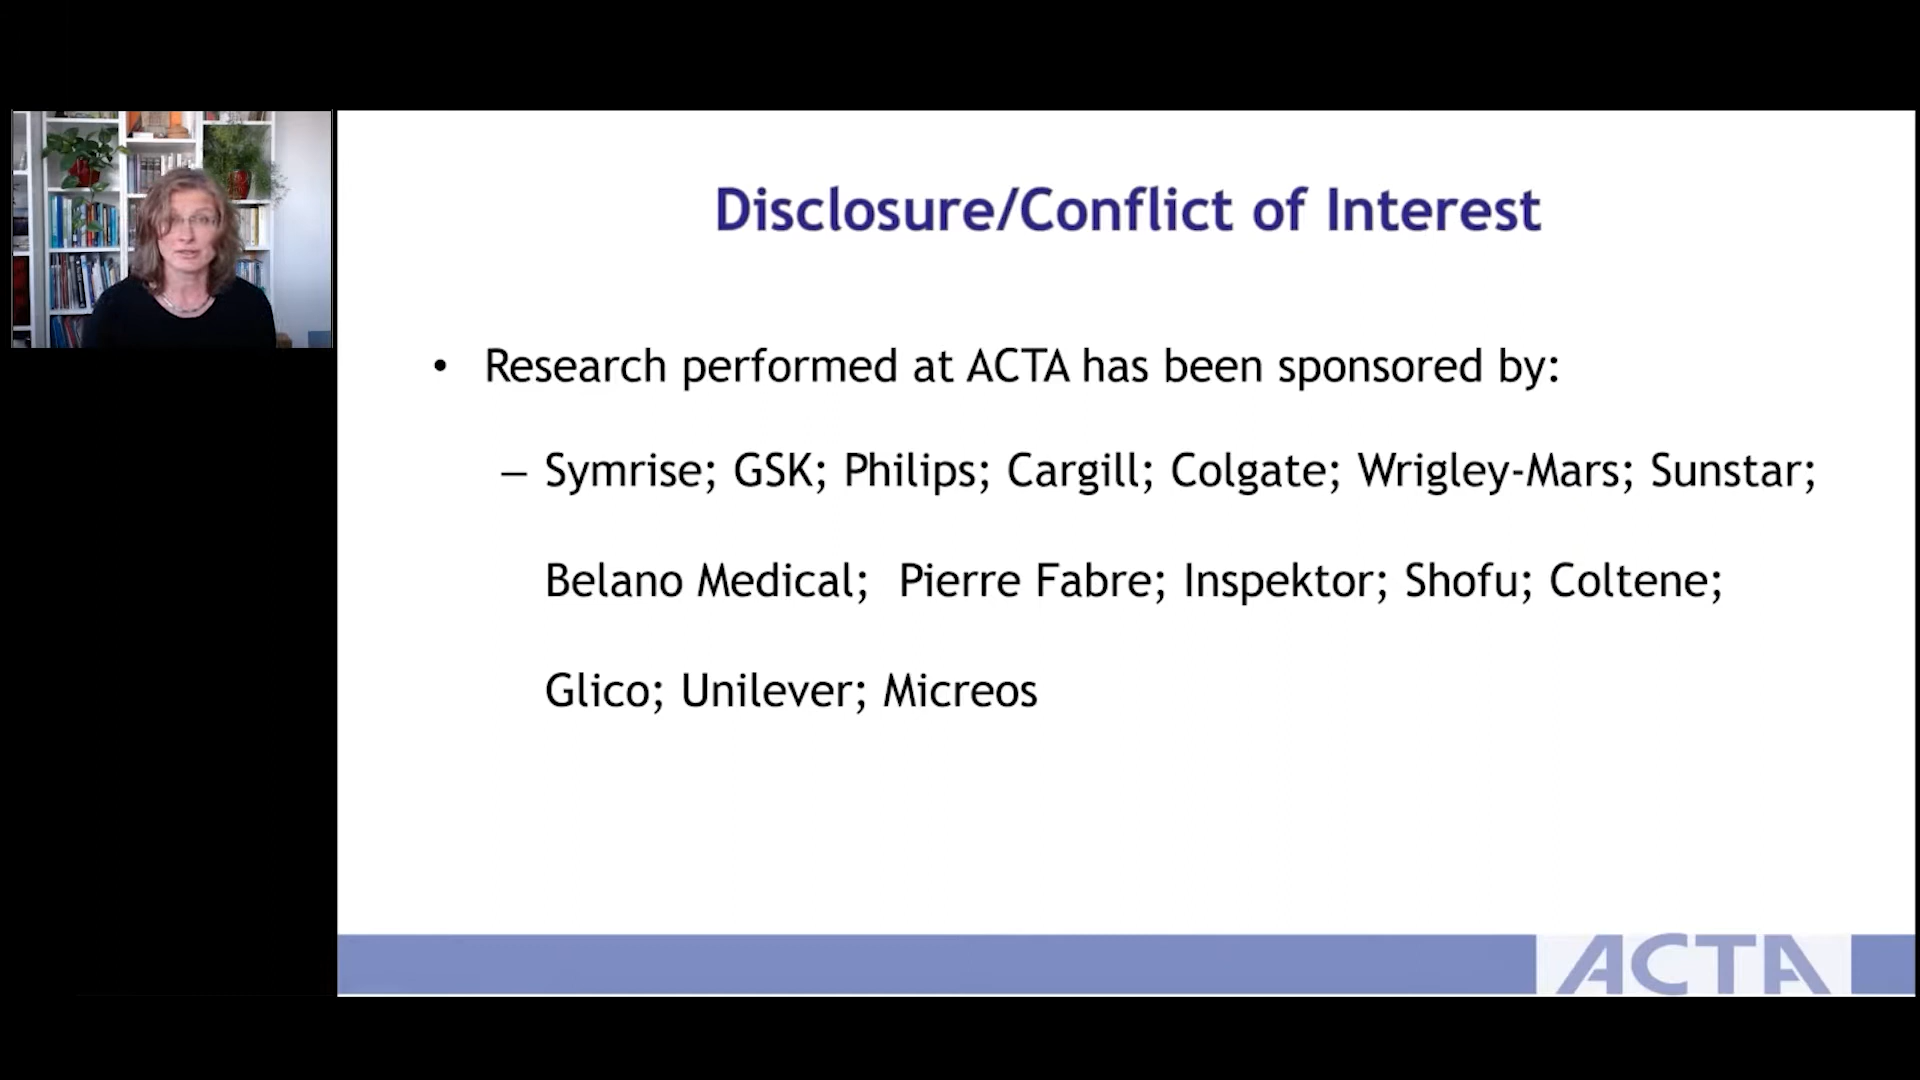 Disclosure/Conflict of Interest
• Research performed at ACTA has been sponsored by:
– Symrise; GSK; Philips; Cargill; Colgate; Wrigley-Mars; Sunstar;
Belano Medical; Pierre Fabre; Inspektor; Shofu; Coltene;
Glico; Unilever; Micreos
ACTA